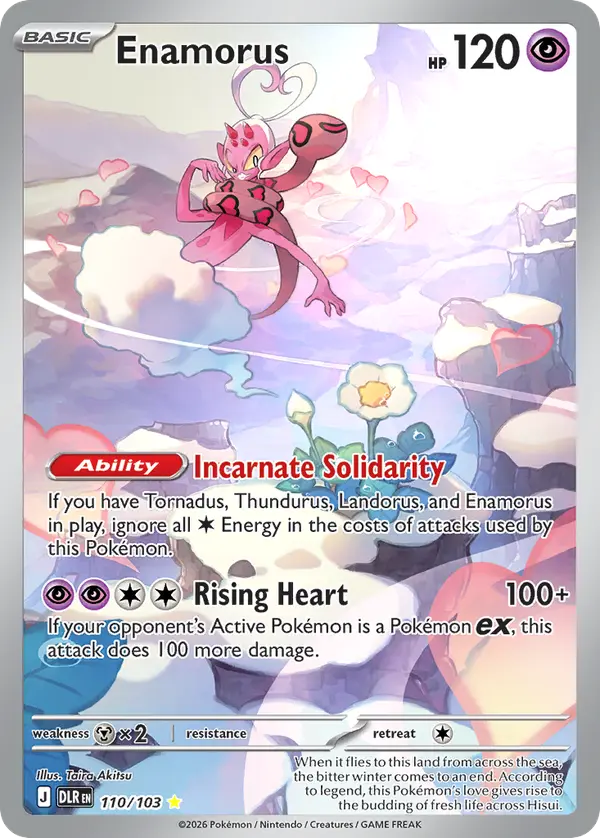 BASIC
Enamorus
HP 120
Ability Incarnate Solidarity
If you have Tornadus, Thundurus, Landorus, and Enamorus
in play, ignore all Energy in the costs of attacks used by
this Pokémon.
Rising Heart 100+
If your opponent's Active Pokémon is a Pokémon ex, this
attack does 100 more damage.
weakness ×2 resistance retreat
Illus. Taira Akitsu
J DLR EN 110/103
When it flies to this land from across the sea,
the bitter winter comes to an end. According
to legend, this Pokémon's love gives rise to
the budding of fresh life across Hisui.
©2026 Pokémon / Nintendo / Creatures / GAME FREAK